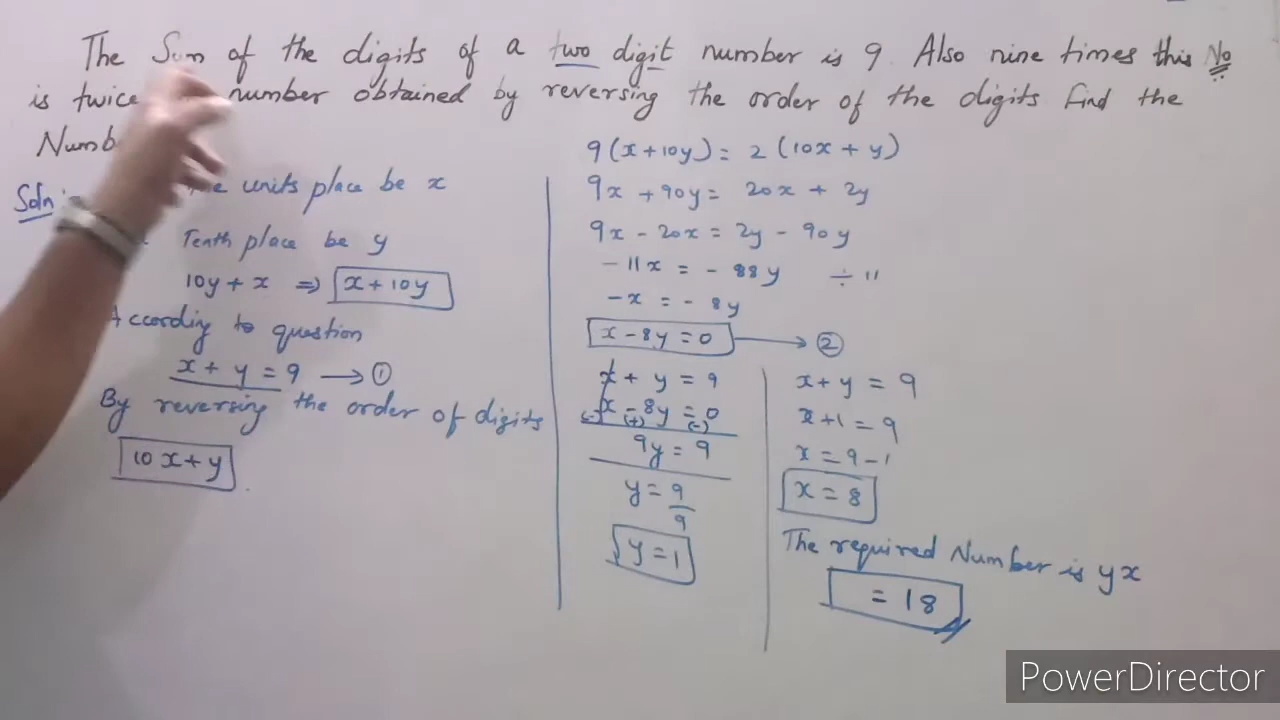 The Sum of the digits of a two digit number is 9. Also nine times this No
is twice number obtained by reversing the order of the digits find the
Numb
Soln:- units place be x
Tenth place be y
10y + x ⇒ x + 10y
According to question
x + y = 9 → ①
By reversing the order of digits
10x + y
9(x+10y) = 2(10x + y)
9x + 90y = 20x + 2y
9x - 20x = 2y - 90y
- 11x = - 88y ÷ 11
- x = - 8y
x - 8y = 0 → ②
x + y = 9
x - 8y = 0
(-) (+) (-)
9y = 9
y = 9/9
y = 1
x + y = 9
x + 1 = 9
x = 9 - 1
x = 8
The required Number is yx
= 18
PowerDirector